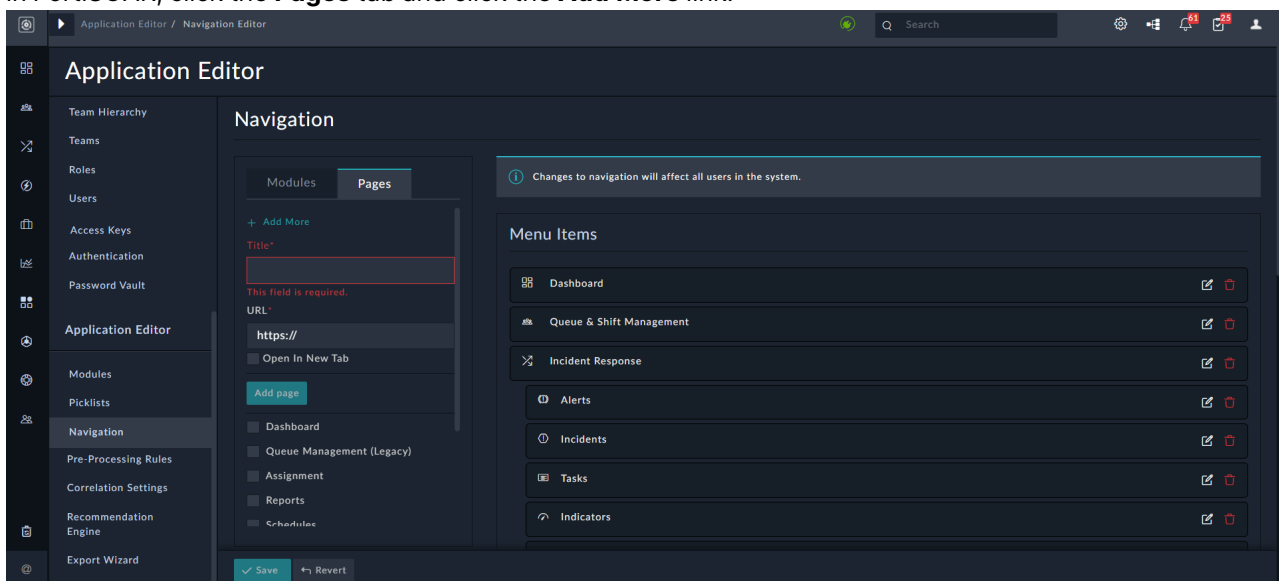 in FortiSOAR, click the Pages tab and click the Add More link.
Application Editor / Navigation Editor
Search
61
25
Application Editor
Team Hierarchy
Teams
Roles
Users
Access Keys
Authentication
Password Vault
Application Editor
Modules
Picklists
Navigation
Pre-Processing Rules
Correlation Settings
Recommendation
Engine
Export Wizard
Navigation
Modules
Pages
+ Add More
Title*
This field is required.
URL*
https://
Open In New Tab
Add page
Dashboard
Queue Management (Legacy)
Assignment
Reports
Schedules
Changes to navigation will affect all users in the system.
Menu Items
Dashboard
Queue & Shift Management
Incident Response
Alerts
Incidents
Tasks
Indicators
Save
Revert